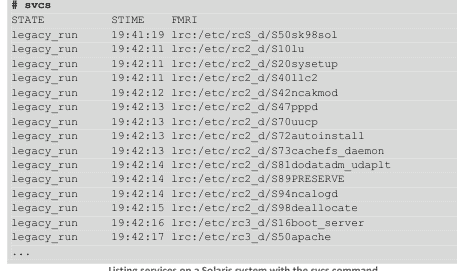 # svcs
STATE STIME FMRI
legacy_run 19:41:19 lrc:/etc/rcS_d/S50sk98sol
legacy_run 19:42:11 lrc:/etc/rc2_d/S10lu
legacy_run 19:42:11 lrc:/etc/rc2_d/S20sysetup
legacy_run 19:42:11 lrc:/etc/rc2_d/S40llc2
legacy_run 19:42:12 lrc:/etc/rc2_d/S42ncakmod
legacy_run 19:42:13 lrc:/etc/rc2_d/S47pppd
legacy_run 19:42:13 lrc:/etc/rc2_d/S70uucp
legacy_run 19:42:13 lrc:/etc/rc2_d/S72autoinstall
legacy_run 19:42:13 lrc:/etc/rc2_d/S73cachefs_daemon
legacy_run 19:42:14 lrc:/etc/rc2_d/S81dodatadm_udaplt
legacy_run 19:42:14 lrc:/etc/rc2_d/S89PRESERVE
legacy_run 19:42:14 lrc:/etc/rc2_d/S94ncalogd
legacy_run 19:42:15 lrc:/etc/rc2_d/S98deallocate
legacy_run 19:42:16 lrc:/etc/rc3_d/S16boot_server
legacy_run 19:42:17 lrc:/etc/rc3_d/S50apache
...
Listing services on a Solaris system with the svcs command